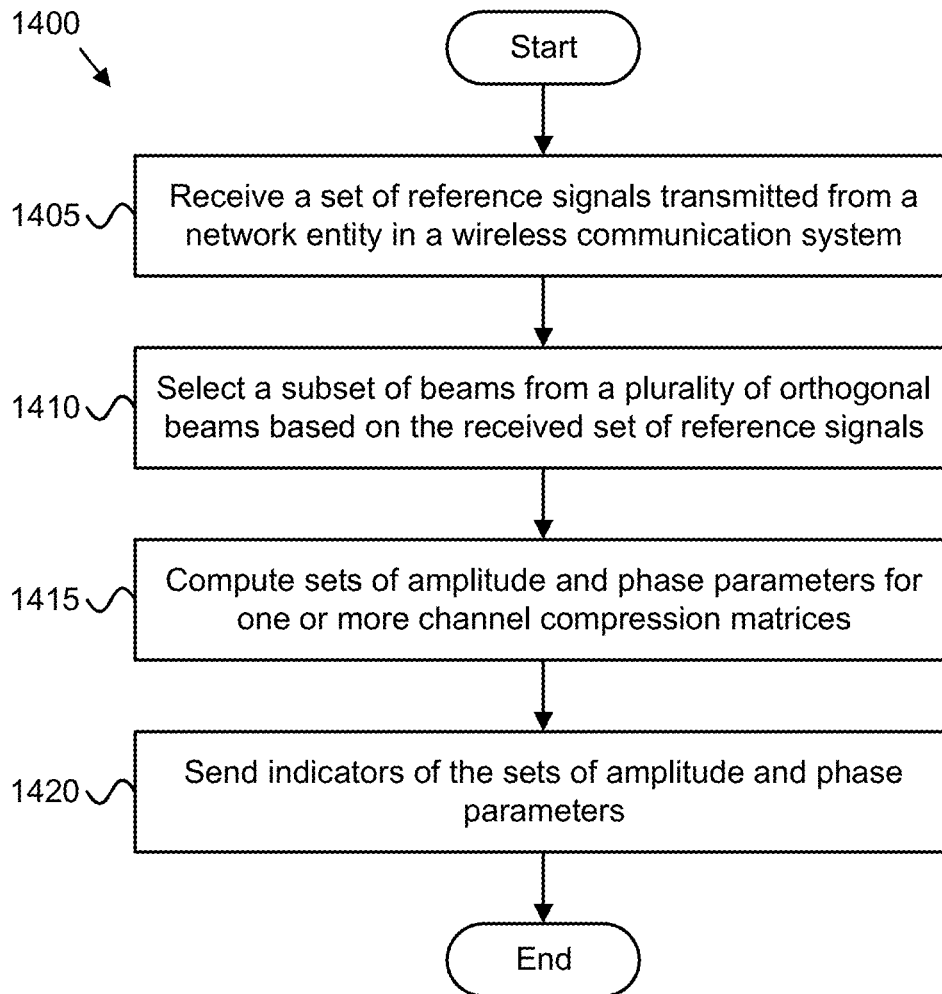 1400
Start
1405
Receive a set of reference signals transmitted from a
network entity in a wireless communication system
1410
Select a subset of beams from a plurality of orthogonal
beams based on the received set of reference signals
1415
Compute sets of amplitude and phase parameters for
one or more channel compression matrices
1420
Send indicators of the sets of amplitude and phase
parameters
End